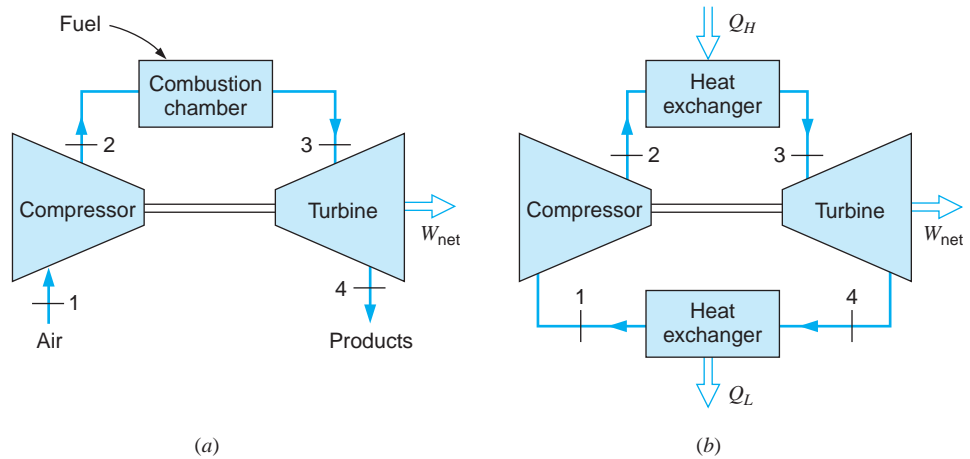 Fuel
Combustion
chamber
2
3
Compressor
Turbine
W_net
1
4
Air
Products
(a)
Q_H
Heat
exchanger
2
3
Compressor
Turbine
W_net
1
4
Heat
exchanger
Q_L
(b)